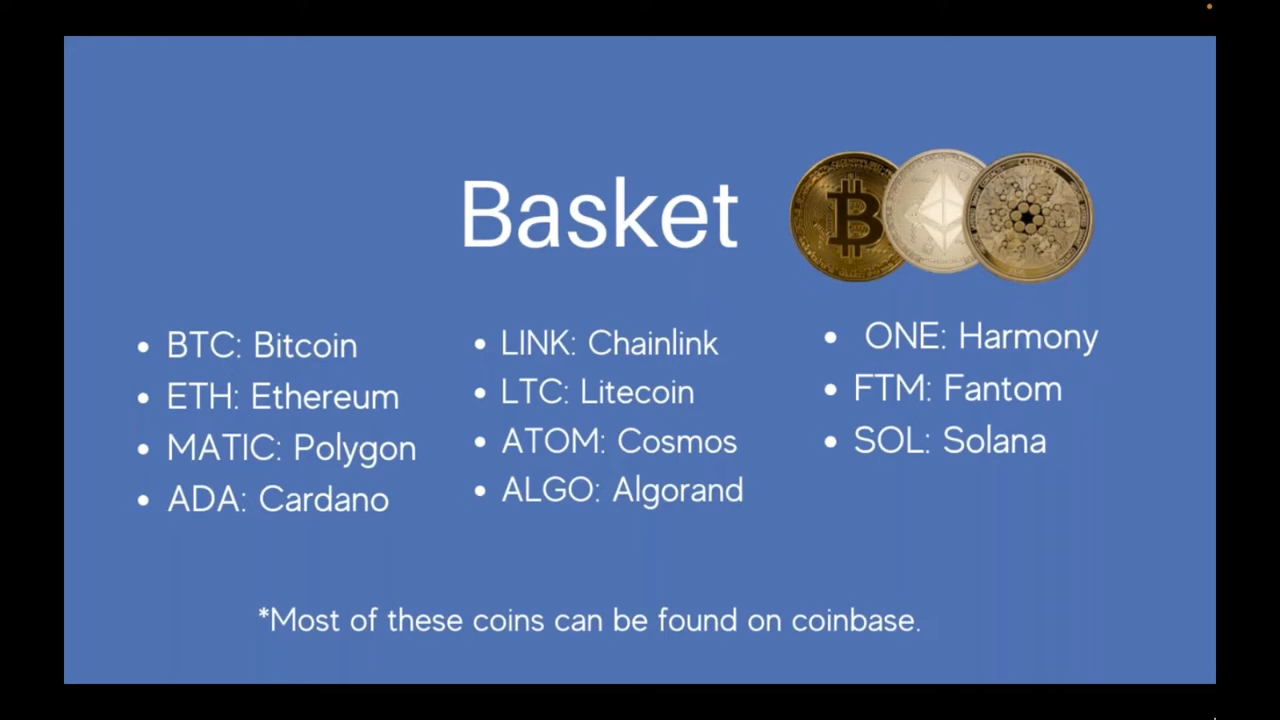 Basket
• BTC: Bitcoin
• ETH: Ethereum
• MATIC: Polygon
• ADA: Cardano
• LINK: Chainlink
• LTC: Litecoin
• ATOM: Cosmos
• ALGO: Algorand
• ONE: Harmony
• FTM: Fantom
• SOL: Solana
*Most of these coins can be found on coinbase.